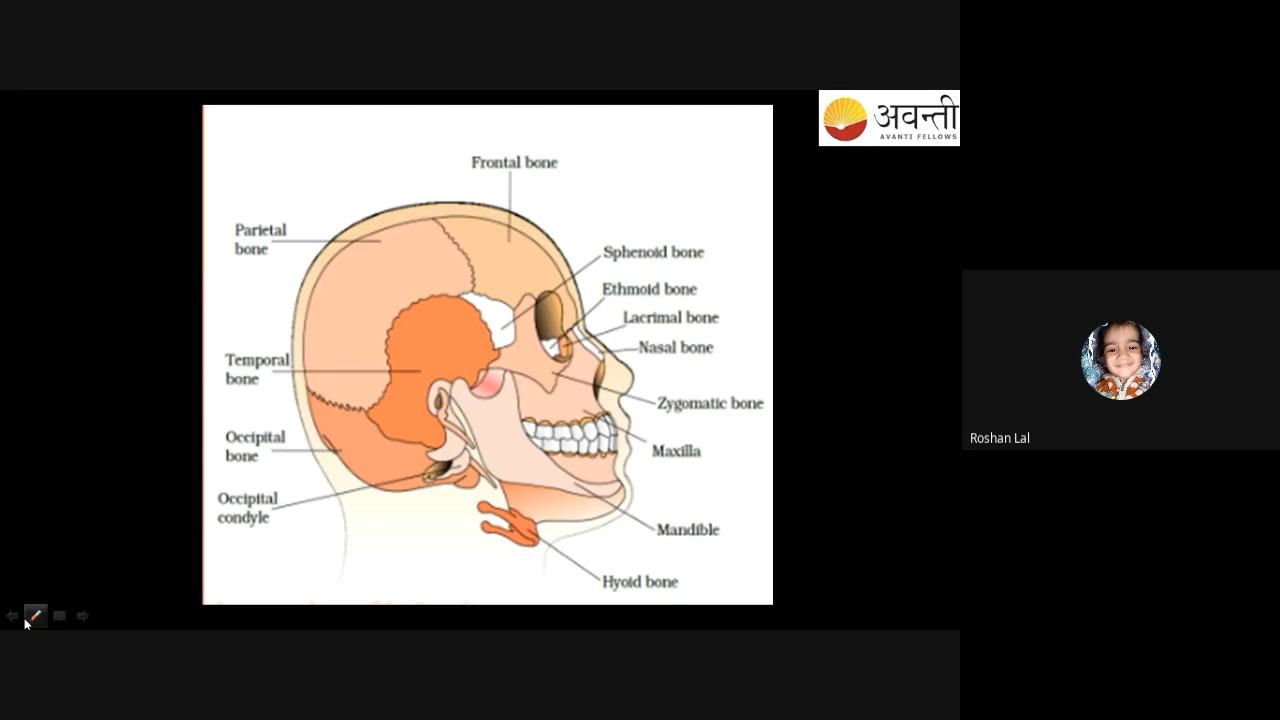 अवन्ती
AVANTI FELLOWS
Frontal bone
Parietal
bone
Sphenoid bone
Ethmoid bone
Lacrimal bone
Nasal bone
Temporal
bone
Zygomatic bone
Occipital
bone
Maxilla
Occipital
condyle
Mandible
Hyoid bone
Roshan Lal